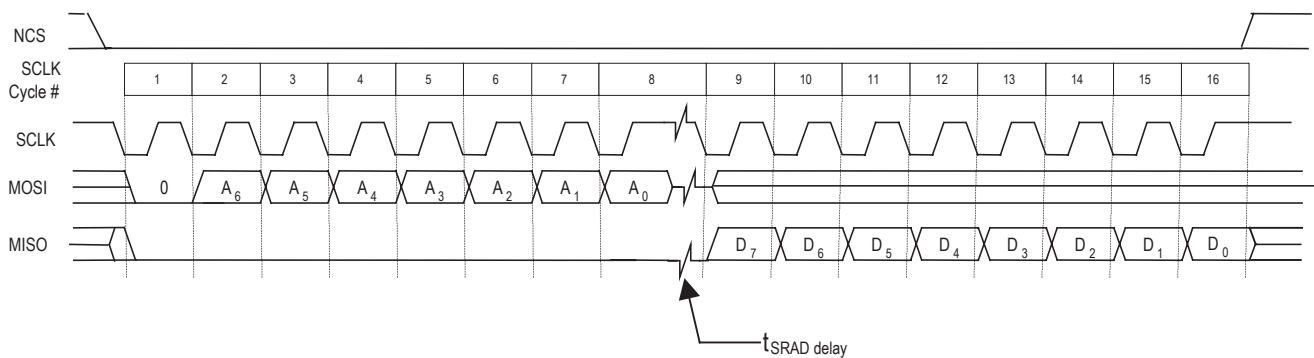 NCS
SCLK
Cycle # 1 2 3 4 5 6 7 8 9 10 11 12 13 14 15 16
SCLK
MOSI 0 A6 A5 A4 A3 A2 A1 A0
MISO D7 D6 D5 D4 D3 D2 D1 D0
tSRAD delay